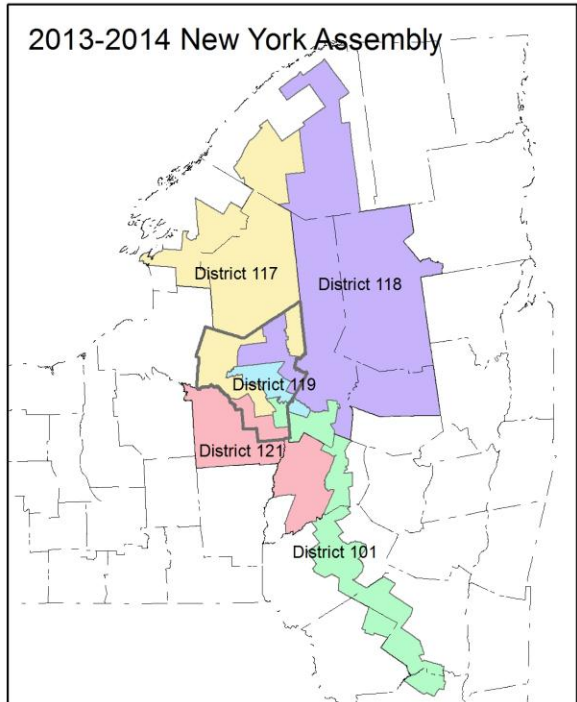 2013-2014 New York Assembly
District 117
District 118
District 119
District 121
District 101